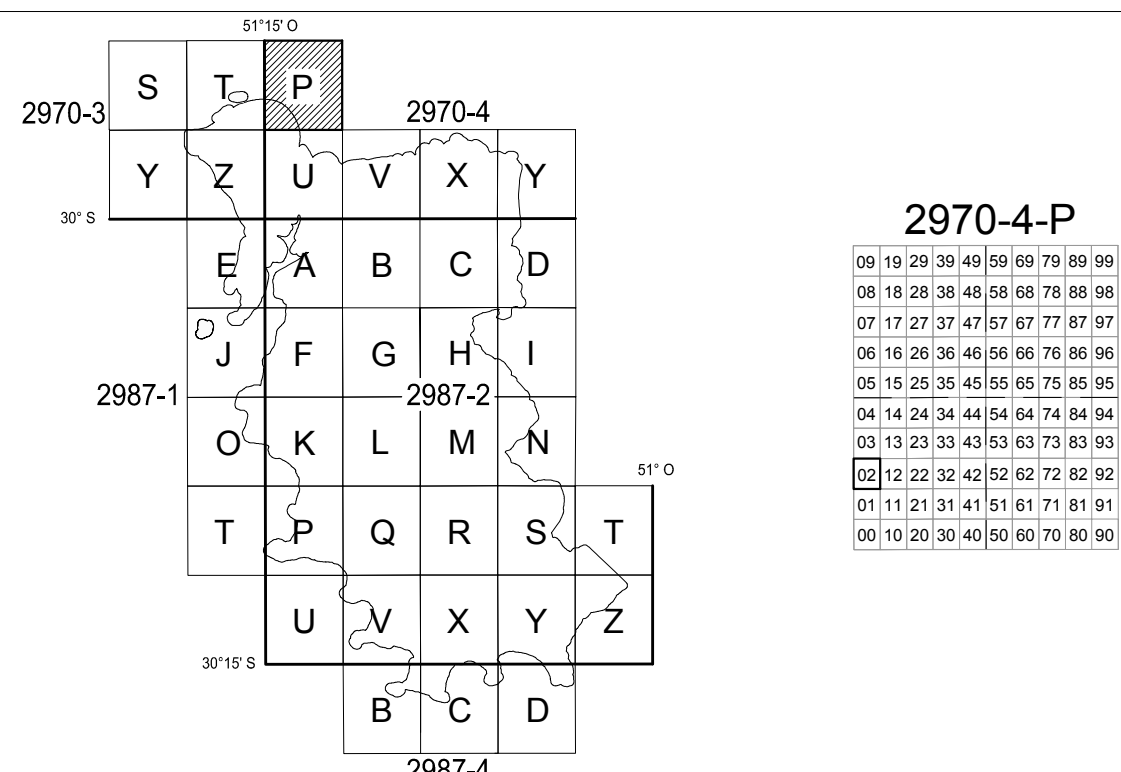 51°15' O
S T P
2970-3 2970-4
Y Z U V X Y
30° S
E A B C D
J F G H I
2987-1 2987-2
O K L M N
51° O
T P Q R S T
U V X Y Z
30°15' S
B C D
2987-4
2970-4-P
09 19 29 39 49 59 69 79 89 99
08 18 28 38 48 58 68 78 88 98
07 17 27 37 47 57 67 77 87 97
06 16 26 36 46 56 66 76 86 96
05 15 25 35 45 55 65 75 85 95
04 14 24 34 44 54 64 74 84 94
03 13 23 33 43 53 63 73 83 93
02 12 22 32 42 52 62 72 82 92
01 11 21 31 41 51 61 71 81 91
00 10 20 30 40 50 60 70 80 90